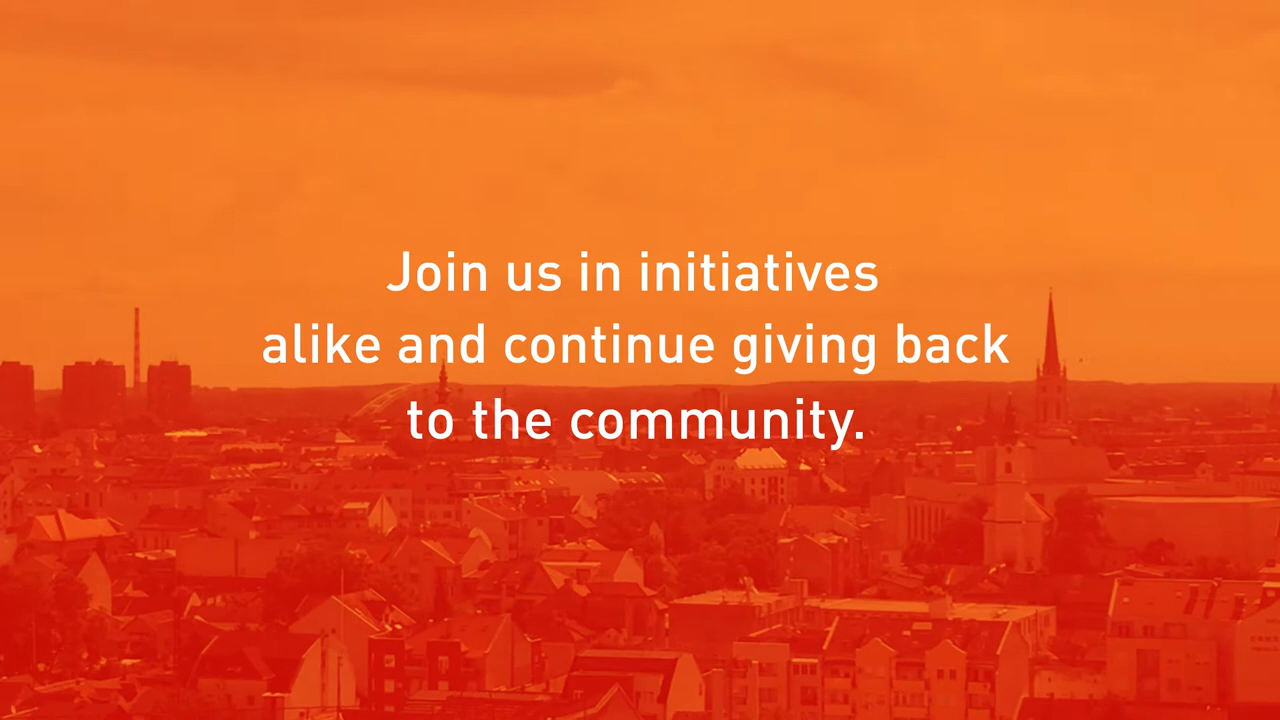 Join us in initiatives
alike and continue giving back
to the community.